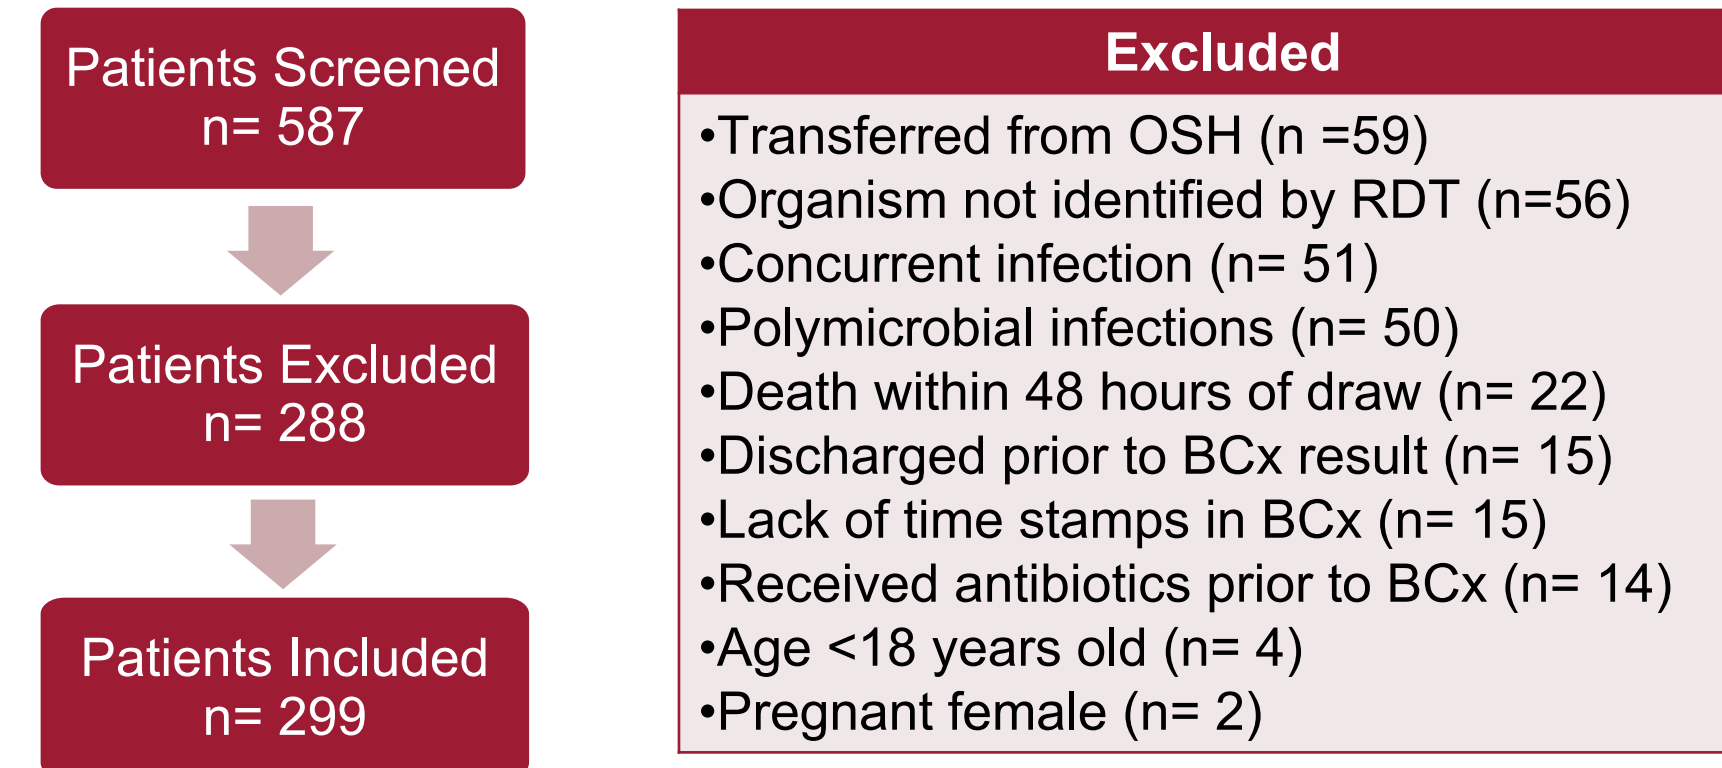 Patients Screened
n= 587
Patients Excluded
n= 288
Patients Included
n= 299
Excluded
•Transferred from OSH (n =59)
•Organism not identified by RDT (n=56)
•Concurrent infection (n= 51)
•Polymicrobial infections (n= 50)
•Death within 48 hours of draw (n= 22)
•Discharged prior to BCx result (n= 15)
•Lack of time stamps in BCx (n= 15)
•Received antibiotics prior to BCx (n= 14)
•Age <18 years old (n= 4)
•Pregnant female (n= 2)